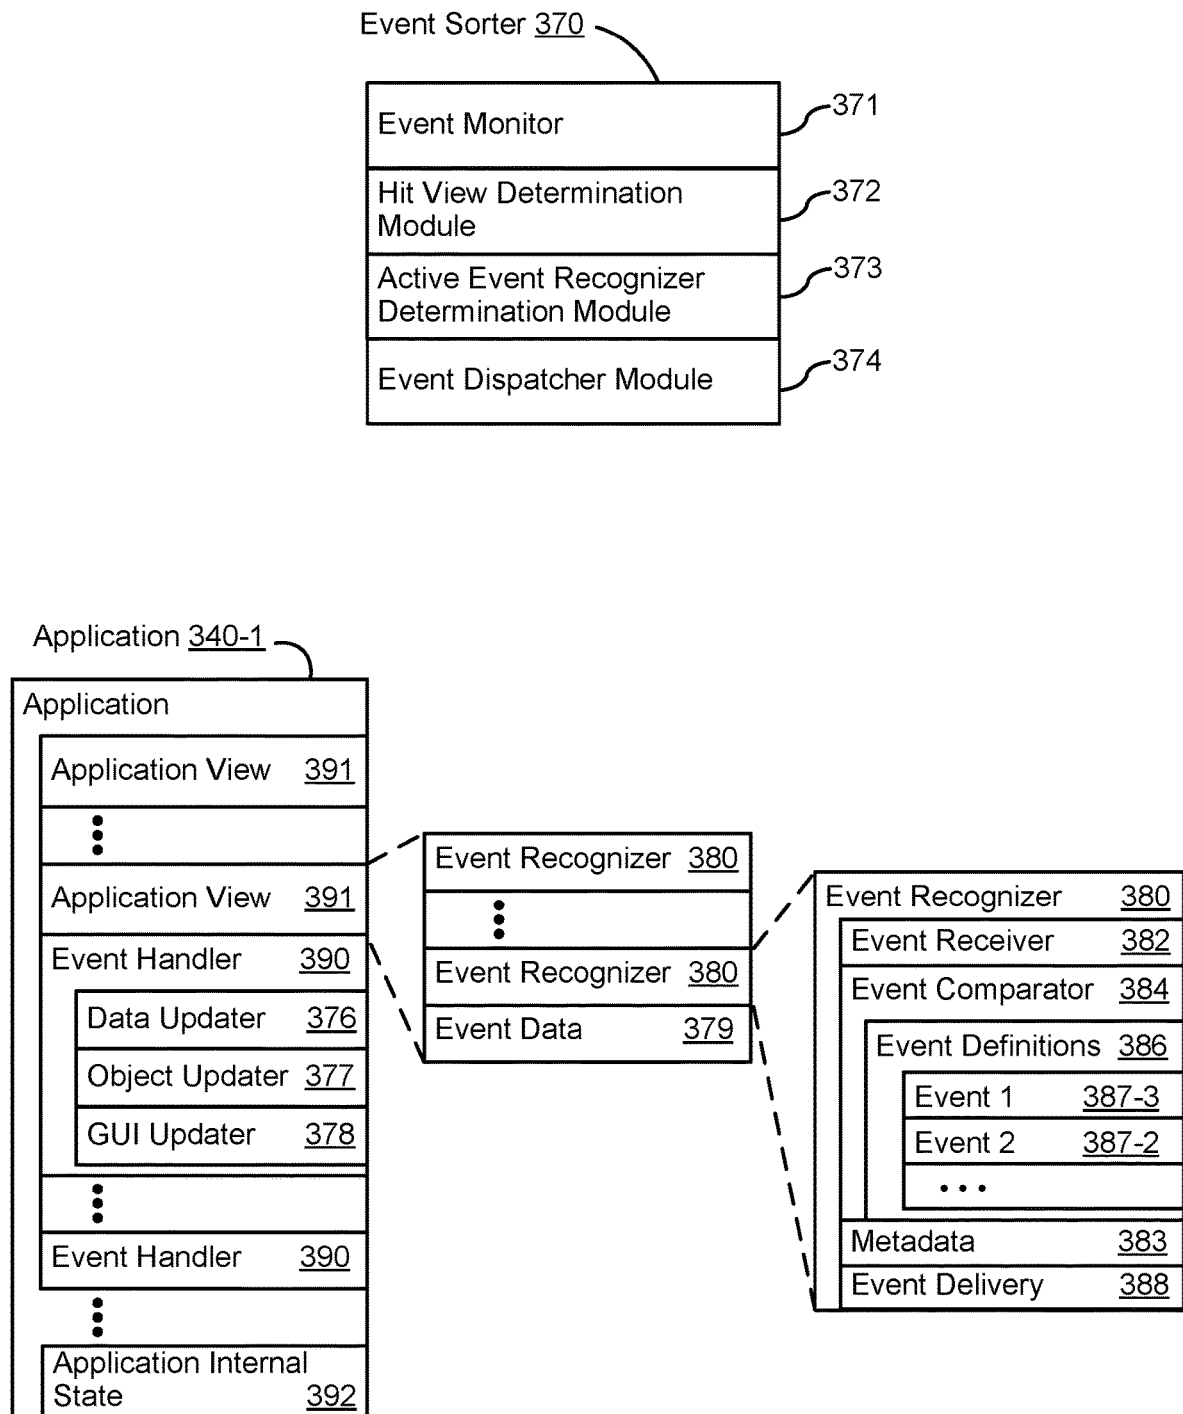 Event Sorter 370
Event Monitor
371
Hit View Determination
Module
372
Active Event Recognizer
Determination Module
373
Event Dispatcher Module
374
Application 340-1
Application
Application View 391
Application View 391
Event Handler 390
Data Updater 376
Object Updater 377
GUI Updater 378
Event Handler 390
Application Internal
State 392
Event Recognizer 380
Event Recognizer 380
Event Data 379
Event Recognizer 380
Event Receiver 382
Event Comparator 384
Event Definitions 386
Event 1 387-3
Event 2 387-2
Metadata 383
Event Delivery 388